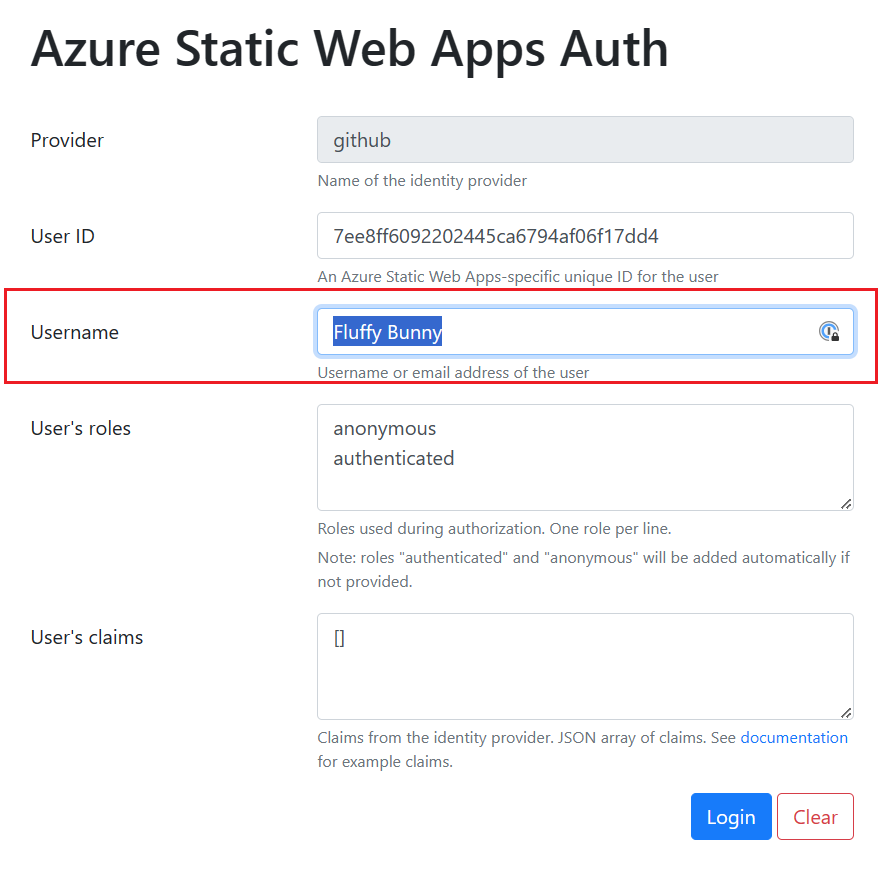 Azure Static Web Apps Auth
Provider
github
Name of the identity provider
User ID
7ee8ff6092202445ca6794af06f17dd4
An Azure Static Web Apps-specific unique ID for the user
Username
Fluffy Bunny
Username or email address of the user
User's roles
anonymous
authenticated
Roles used during authorization. One role per line.
Note: roles "authenticated" and "anonymous" will be added automatically if
not provided.
User's claims
[]
Claims from the identity provider. JSON array of claims. See documentation
for example claims.
Login
Clear